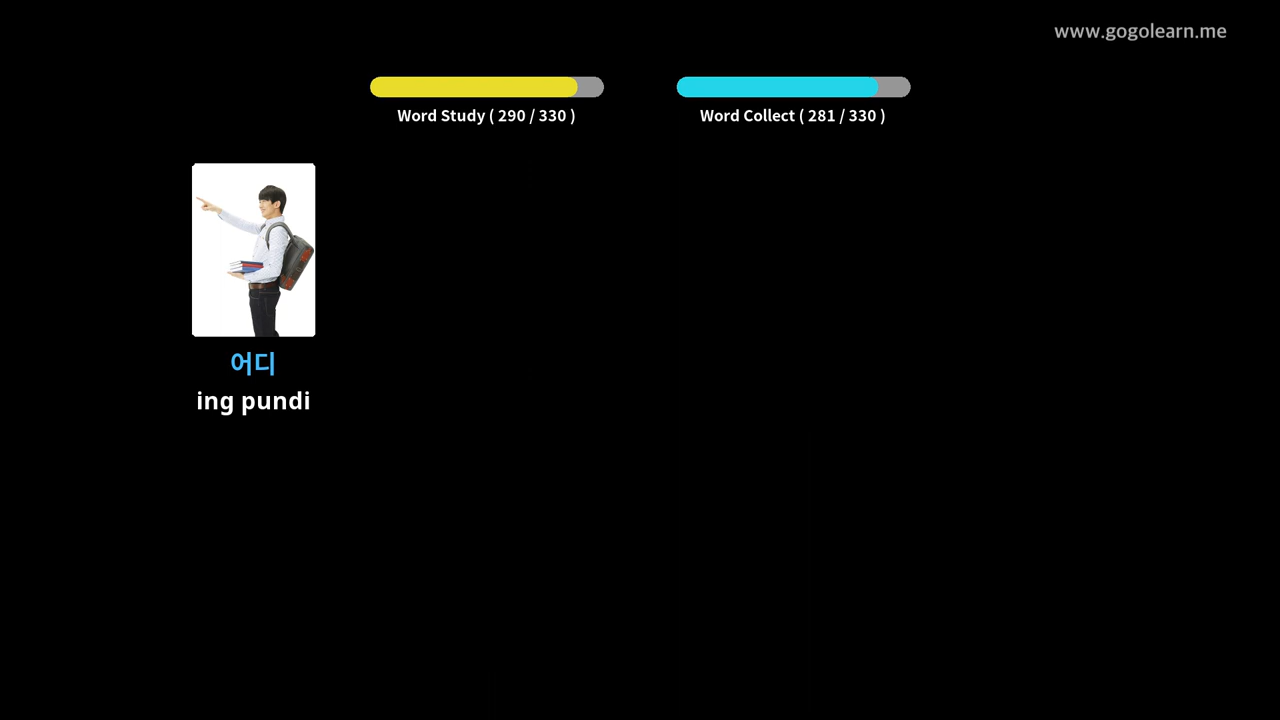 www.gogolearn.me
Word Study ( 290 / 330 )
Word Collect ( 281 / 330 )
어디
ing pundi